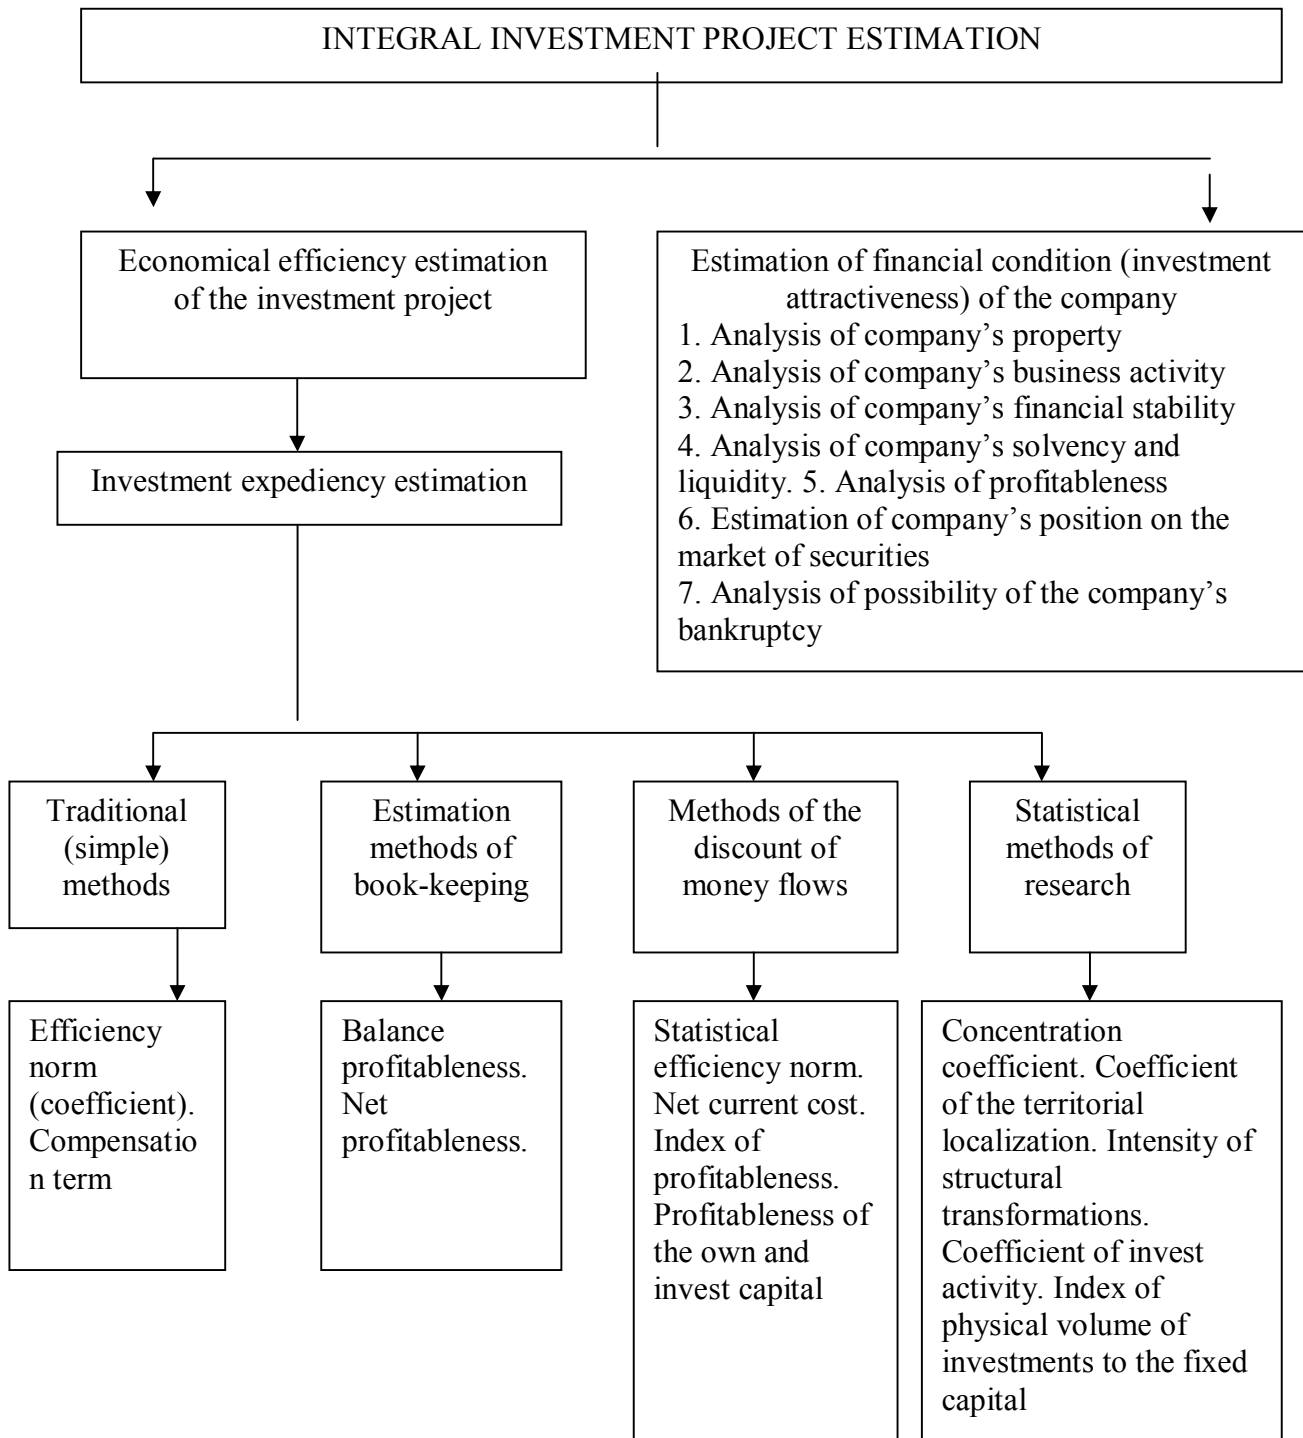 INTEGRAL INVESTMENT PROJECT ESTIMATION
Economical efficiency estimation
of the investment project
Estimation of financial condition (investment
attractiveness) of the company
1. Analysis of company’s property
2. Analysis of company’s business activity
3. Analysis of company’s financial stability
4. Analysis of company’s solvency and
liquidity. 5. Analysis of profitableness
6. Estimation of company’s position on the
market of securities
7. Analysis of possibility of the company’s
bankruptcy
Investment expediency estimation
Traditional
(simple)
methods
Estimation
methods of
book-keeping
Methods of the
discount of
money flows
Statistical
methods of
research
Efficiency
norm
(coefficient).
Compensatio
n term
Balance
profitableness.
Net
profitableness.
Statistical
efficiency norm.
Net current cost.
Index of
profitableness.
Profitableness of
the own and
invest capital
Concentration
coefficient. Coefficient
of the territorial
localization. Intensity of
structural
transformations.
Coefficient of invest
activity. Index of
physical volume of
investments to the fixed
capital